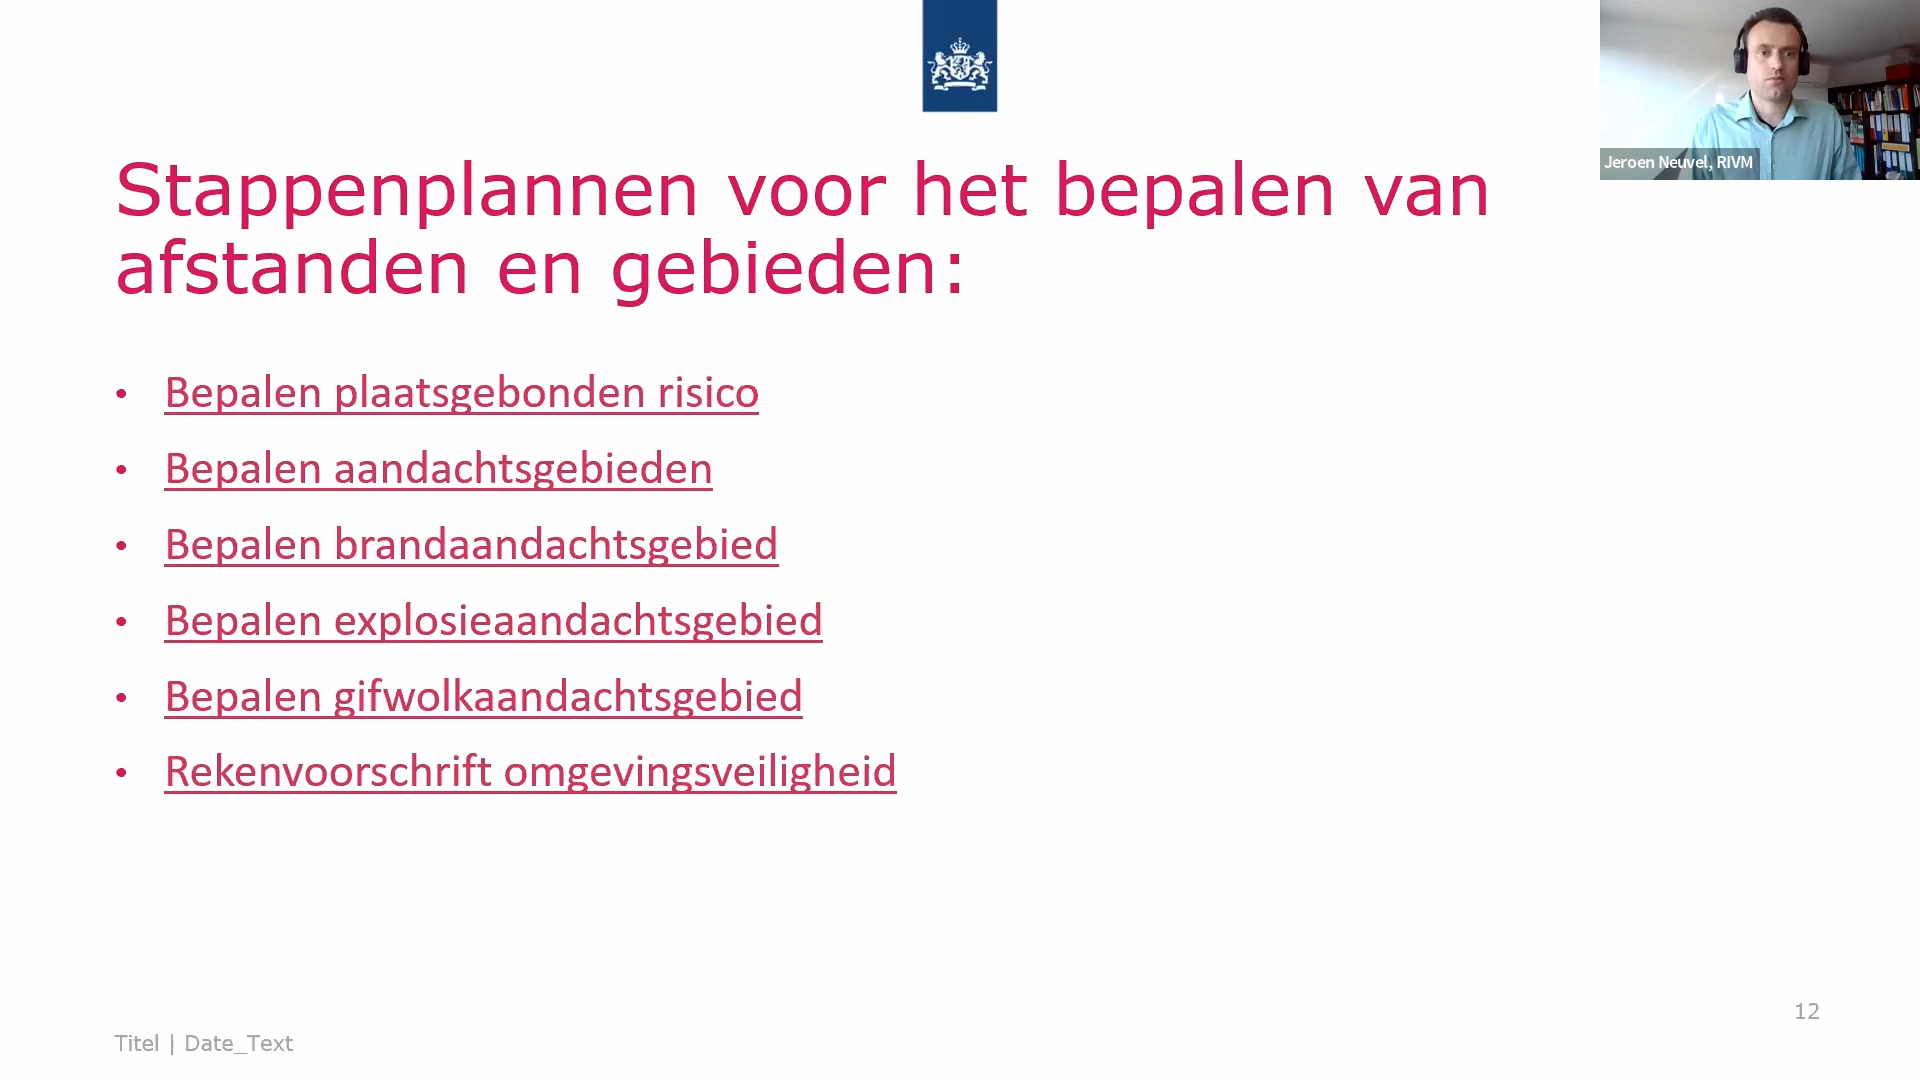 Jeroen Neuvel, RIVM
Stappenplannen voor het bepalen van
afstanden en gebieden:
• Bepalen plaatsgebonden risico
• Bepalen aandachtsgebieden
• Bepalen brandaandachtsgebied
• Bepalen explosieaandachtsgebied
• Bepalen gifwolkaandachtsgebied
• Rekenvoorschrift omgevingsveiligheid
12
Titel | Date_Text